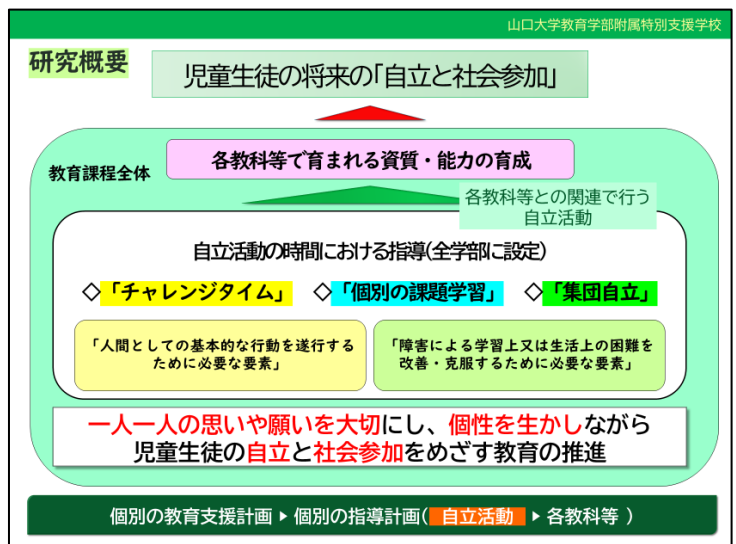 山口大学教育学部附属特別支援学校
研究概要
児童生徒の将来の「自立と社会参加」
各教科等で育まれる資質・能力の育成
教育課程全体
各教科等との関連で行う
自立活動
自立活動の時間における指導(全学部に設定)
◇「チャレンジタイム」 ◇「個別の課題学習」 ◇「集団自立」
「人間としての基本的な行動を遂行する
ために必要な要素」
「障害による学習上又は生活上の困難を
改善・克服するために必要な要素」
一人一人の思いや願いを大切にし、個性を生かしながら
児童生徒の自立と社会参加をめざす教育の推進
個別の教育支援計画▶個別の指導計画( 自立活動 ▶各教科等 )